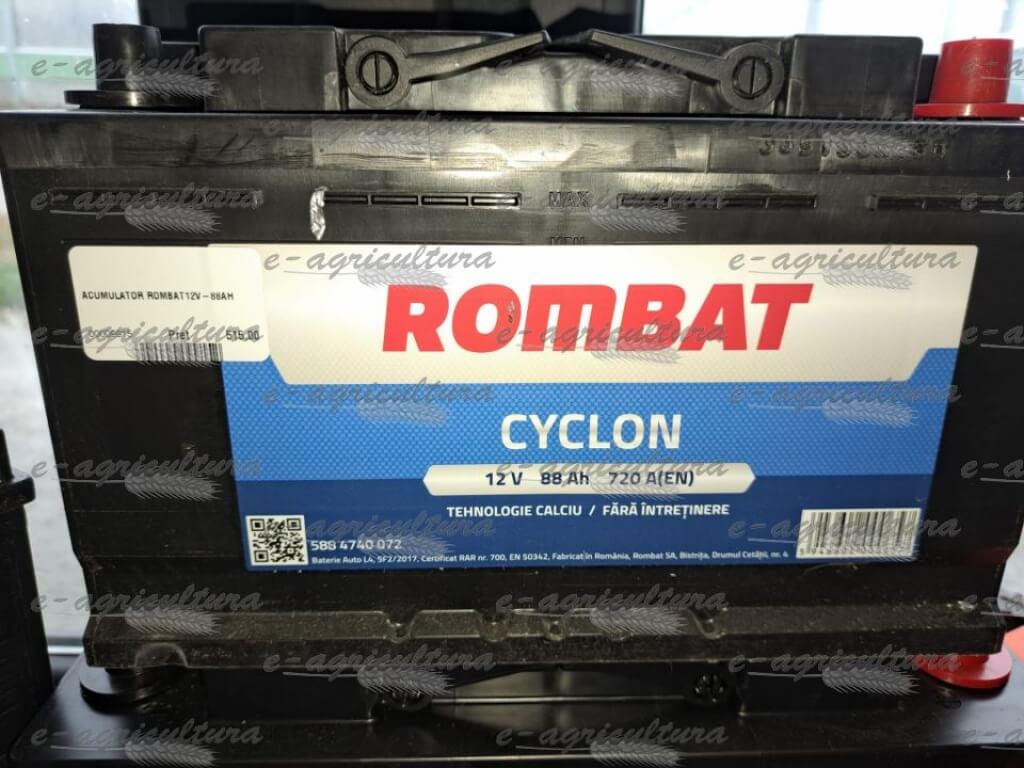 MAX
ACUMULATOR ROMBAT12V-88AH
Pret 515.00
ROMBAT
CYCLON
12 V 88 Ah 720 A(EN)
TEHNOLOGIE CALCIU / FĂRĂ ÎNTREȚINERE
588 4740 072
Baterie Auto L4, SF2/2017, Certificat RAR nr. 700, EN 50342, Fabricat în România, Rombat SA, Bistrița, Drumul Cetății, nr. 4
e-agricultura